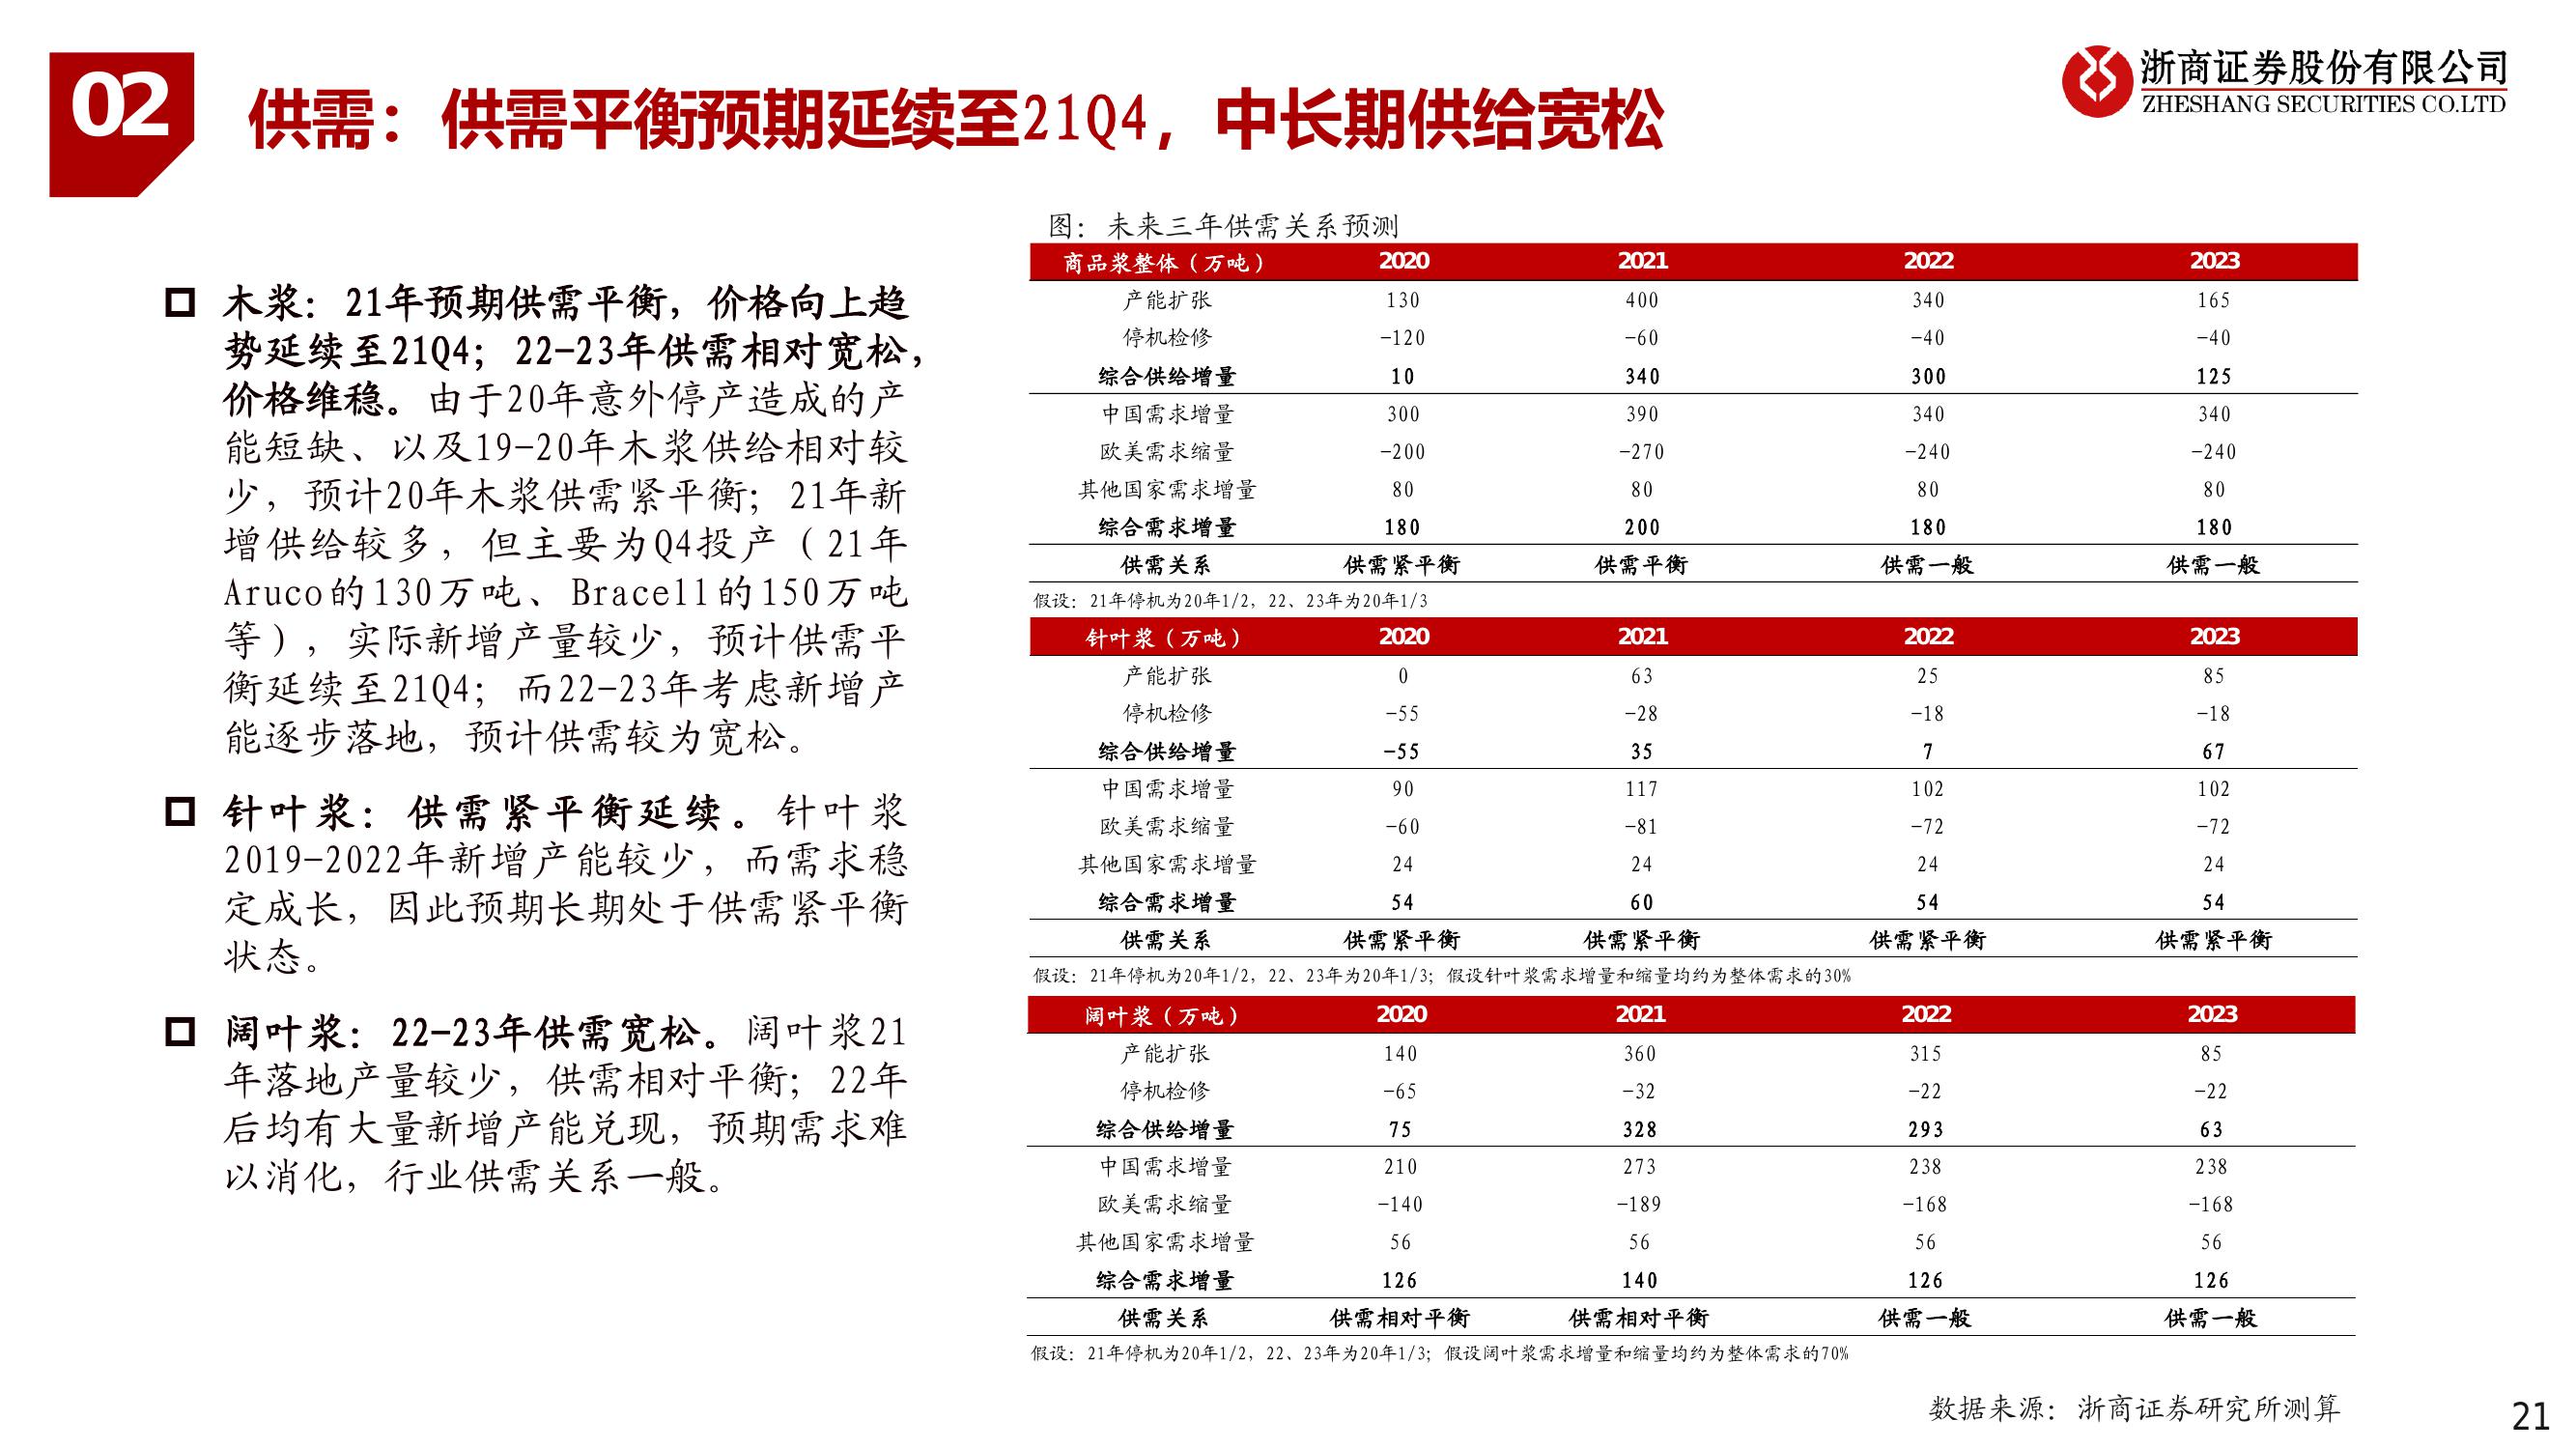 02
供需：供需平衡预期延续至21Q4，中长期供给宽松
浙商证券股份有限公司
ZHESHANG SECURITIES CO.LTD
木浆：21年预期供需平衡，价格向上趋
势延续至21Q4；22-23年供需相对宽松，
价格维稳。由于20年意外停产造成的产
能短缺、以及19-20年木浆供给相对较
少，预计20年木浆供需紧平衡；21年新
增供给较多，但主要为Q4投产（21年
Aruco的130万吨、Bracell的150万吨
等），实际新增产量较少，预计供需平
衡延续至21Q4；而22-23年考虑新增产
能逐步落地，预计供需较为宽松。
针叶浆：供需紧平衡延续。针叶浆
2019-2022年新增产能较少，而需求稳
定成长，因此预期长期处于供需紧平衡
状态。
阔叶浆：22-23年供需宽松。阔叶浆21
年落地产量较少，供需相对平衡；22年
后均有大量新增产能兑现，预期需求难
以消化，行业供需关系一般。
图：未来三年供需关系预测
商品浆整体（万吨） 2020 2021 2022 2023
产能扩张 130 400 340 165
停机检修 -120 -60 -40 -40
综合供给增量 10 340 300 125
中国需求增量 300 390 340 340
欧美需求缩量 -200 -270 -240 -240
其他国家需求增量 80 80 80 80
综合需求增量 180 200 180 180
供需关系 供需紧平衡 供需平衡 供需一般 供需一般
假设：21年停机为20年1/2，22、23年为20年1/3
针叶浆（万吨） 2020 2021 2022 2023
产能扩张 0 63 25 85
停机检修 -55 -28 -18 -18
综合供给增量 -55 35 7 67
中国需求增量 90 117 102 102
欧美需求缩量 -60 -81 -72 -72
其他国家需求增量 24 24 24 24
综合需求增量 54 60 54 54
供需关系 供需紧平衡 供需紧平衡 供需紧平衡 供需紧平衡
假设：21年停机为20年1/2，22、23年为20年1/3；假设针叶浆需求增量和缩量均约为整体需求的30%
阔叶浆（万吨） 2020 2021 2022 2023
产能扩张 140 360 315 85
停机检修 -65 -32 -22 -22
综合供给增量 75 328 293 63
中国需求增量 210 273 238 238
欧美需求缩量 -140 -189 -168 -168
其他国家需求增量 56 56 56 56
综合需求增量 126 140 126 126
供需关系 供需相对平衡 供需相对平衡 供需一般 供需一般
假设：21年停机为20年1/2，22、23年为20年1/3；假设阔叶浆需求增量和缩量均约为整体需求的70%
数据来源：浙商证券研究所测算
21